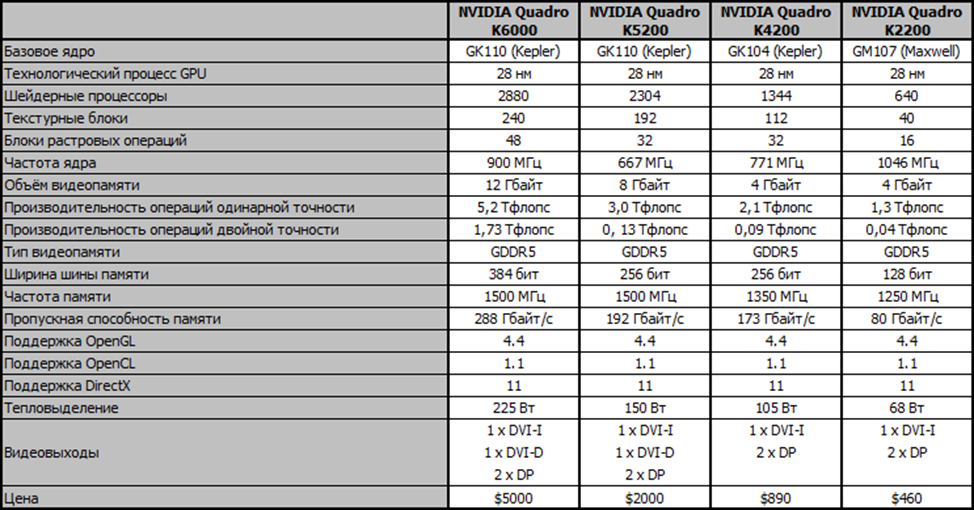 NVIDIA Quadro K6000 NVIDIA Quadro K5200 NVIDIA Quadro K4200 NVIDIA Quadro K2200
Базовое ядро GK110 (Kepler) GK110 (Kepler) GK104 (Kepler) GM107 (Maxwell)
Технологический процесс GPU 28 нм 28 нм 28 нм 28 нм
Шейдерные процессоры 2880 2304 1344 640
Текстурные блоки 240 192 112 40
Блоки растровых операций 48 32 32 16
Частота ядра 900 МГц 667 МГц 771 МГц 1046 МГц
Объём видеопамяти 12 Гбайт 8 Гбайт 4 Гбайт 4 Гбайт
Производительность операций одинарной точности 5,2 Тфлопс 3,0 Тфлопс 2,1 Тфлопс 1,3 Тфлопс
Производительность операций двойной точности 1,73 Тфлопс 0, 13 Тфлопс 0,09 Тфлопс 0,04 Тфлопс
Тип видеопамяти GDDR5 GDDR5 GDDR5 GDDR5
Ширина шины памяти 384 бит 256 бит 256 бит 128 бит
Частота памяти 1500 МГц 1500 МГц 1350 МГц 1250 МГц
Пропускная способность памяти 288 Гбайт/с 192 Гбайт/с 173 Гбайт/с 80 Гбайт/с
Поддержка OpenGL 4.4 4.4 4.4 4.4
Поддержка OpenCL 1.1 1.1 1.1 1.1
Поддержка DirectX 11 11 11 11
Тепловыделение 225 Вт 150 Вт 105 Вт 68 Вт
1 x DVI-I 1 x DVI-I 1 x DVI-I 1 x DVI-I
Видеовыходы 1 x DVI-D 1 x DVI-D 2 x DP 2 x DP
2 x DP 2 x DP
Цена $5000 $2000 $890 $460